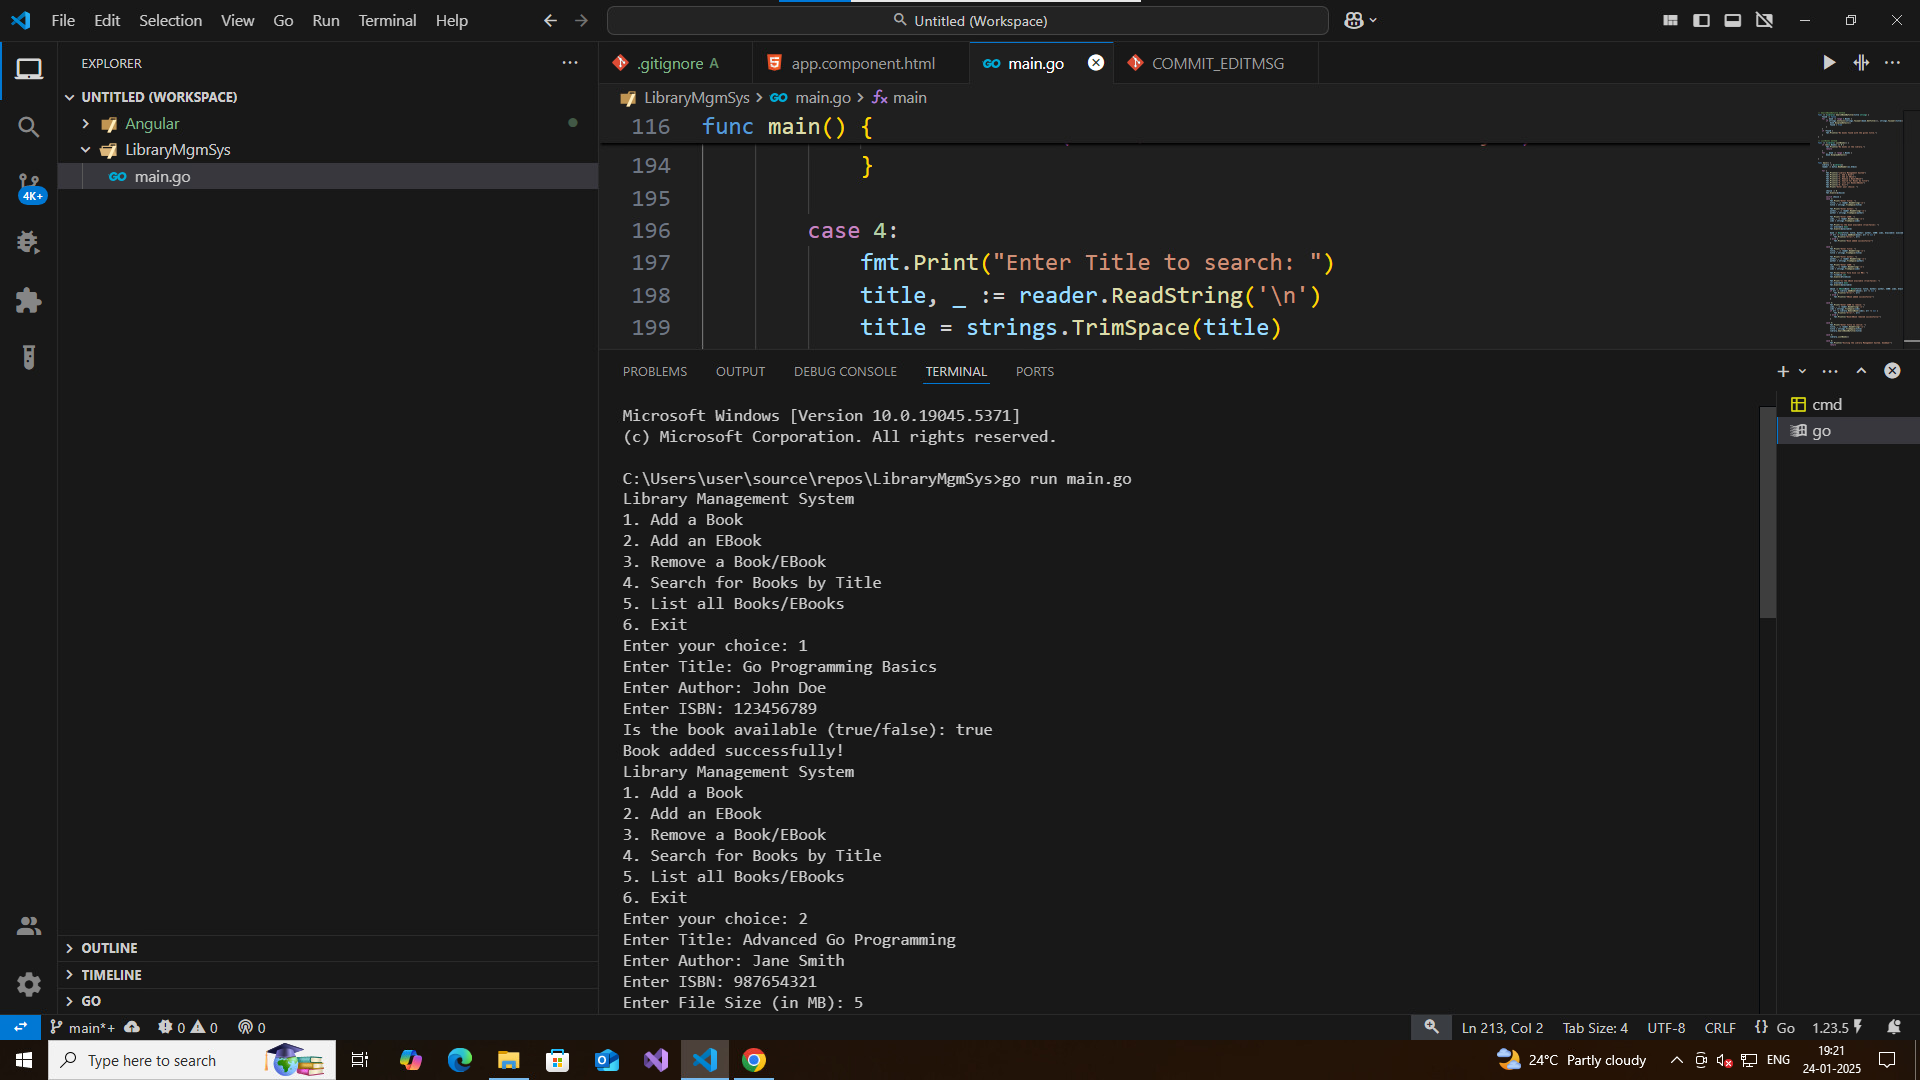 File Edit Selection View Go Run Terminal Help
Untitled (Workspace)
EXPLORER
UNTITLED (WORKSPACE)
Angular
LibraryMgmSys
main.go
4K+
OUTLINE
TIMELINE
GO
.gitignore A
app.component.html
main.go
COMMIT_EDITMSG
LibraryMgmSys > main.go > main
116 func main() {
194 }
195
196 case 4:
197 fmt.Print("Enter Title to search: ")
198 title, _ := reader.ReadString('\n')
199 title = strings.TrimSpace(title)
PROBLEMS OUTPUT DEBUG CONSOLE TERMINAL PORTS
cmd
go
Microsoft Windows [Version 10.0.19045.5371]
(c) Microsoft Corporation. All rights reserved.
C:\Users\user\source\repos\LibraryMgmSys>go run main.go
Library Management System
1. Add a Book
2. Add an EBook
3. Remove a Book/EBook
4. Search for Books by Title
5. List all Books/EBooks
6. Exit
Enter your choice: 1
Enter Title: Go Programming Basics
Enter Author: John Doe
Enter ISBN: 123456789
Is the book available (true/false): true
Book added successfully!
Library Management System
1. Add a Book
2. Add an EBook
3. Remove a Book/EBook
4. Search for Books by Title
5. List all Books/EBooks
6. Exit
Enter your choice: 2
Enter Title: Advanced Go Programming
Enter Author: Jane Smith
Enter ISBN: 987654321
Enter File Size (in MB): 5
main*+ 0 0 0
Ln 213, Col 2 Tab Size: 4 UTF-8 CRLF {} Go 1.23.5
Type here to search
24°C Partly cloudy
ENG
19:21
24-01-2025